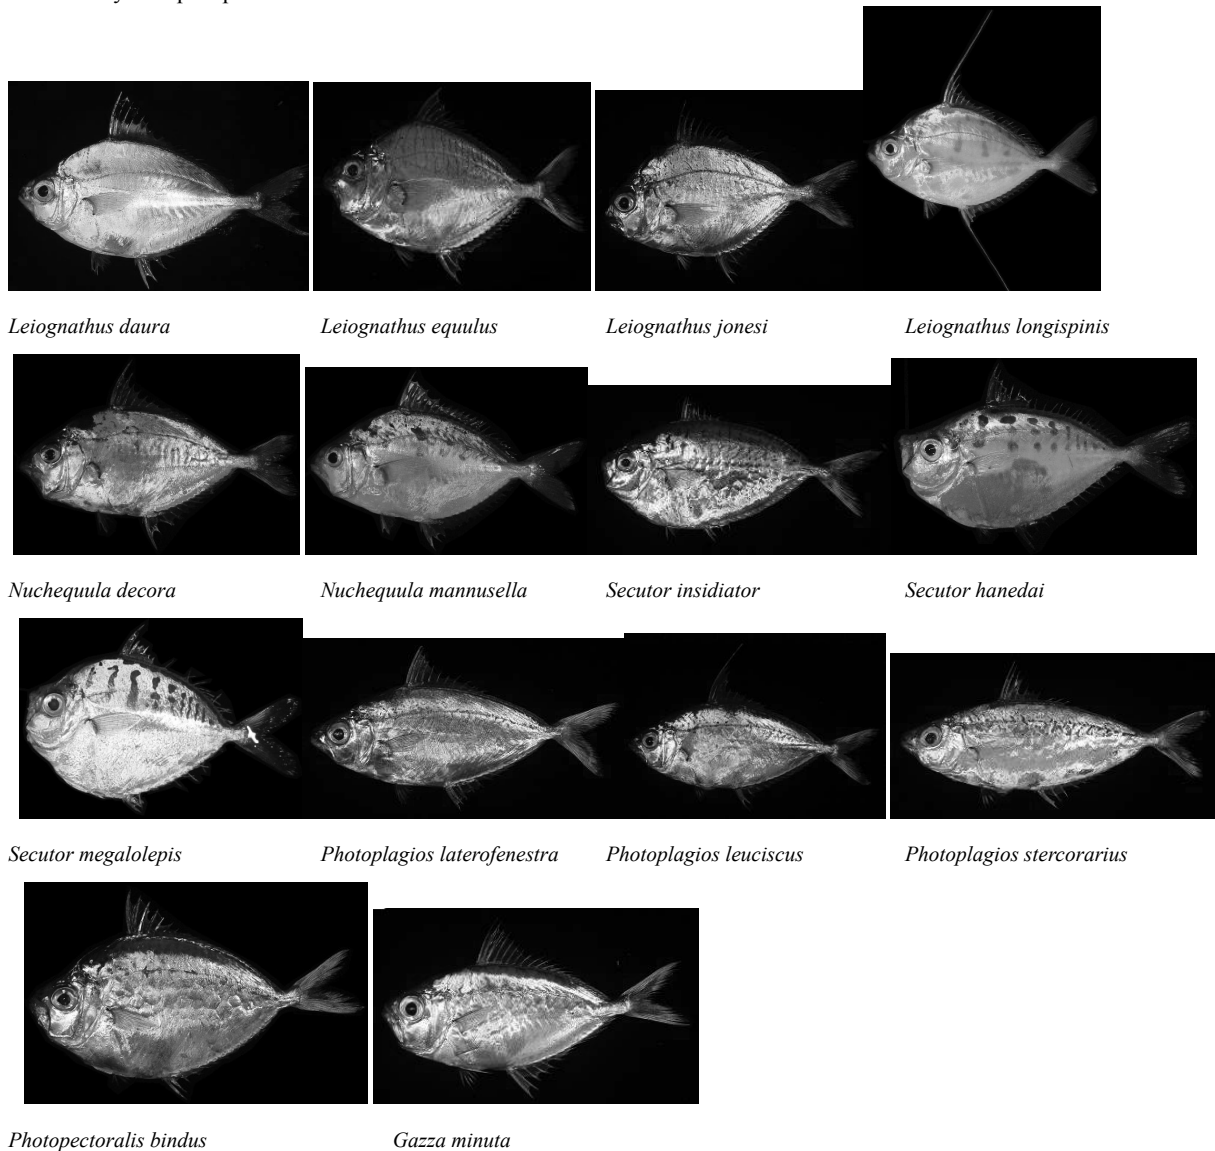 Leiognathus daura Leiognathus equulus Leiognathus jonesi Leiognathus longispinis
Nuchequula decora Nuchequula mannusella Secutor insidiator Secutor hanedai
Secutor megalolepis Photoplagios laterofenestra Photoplagios leuciscus Photoplagios stercorarius
Photopectoralis bindus Gazza minuta